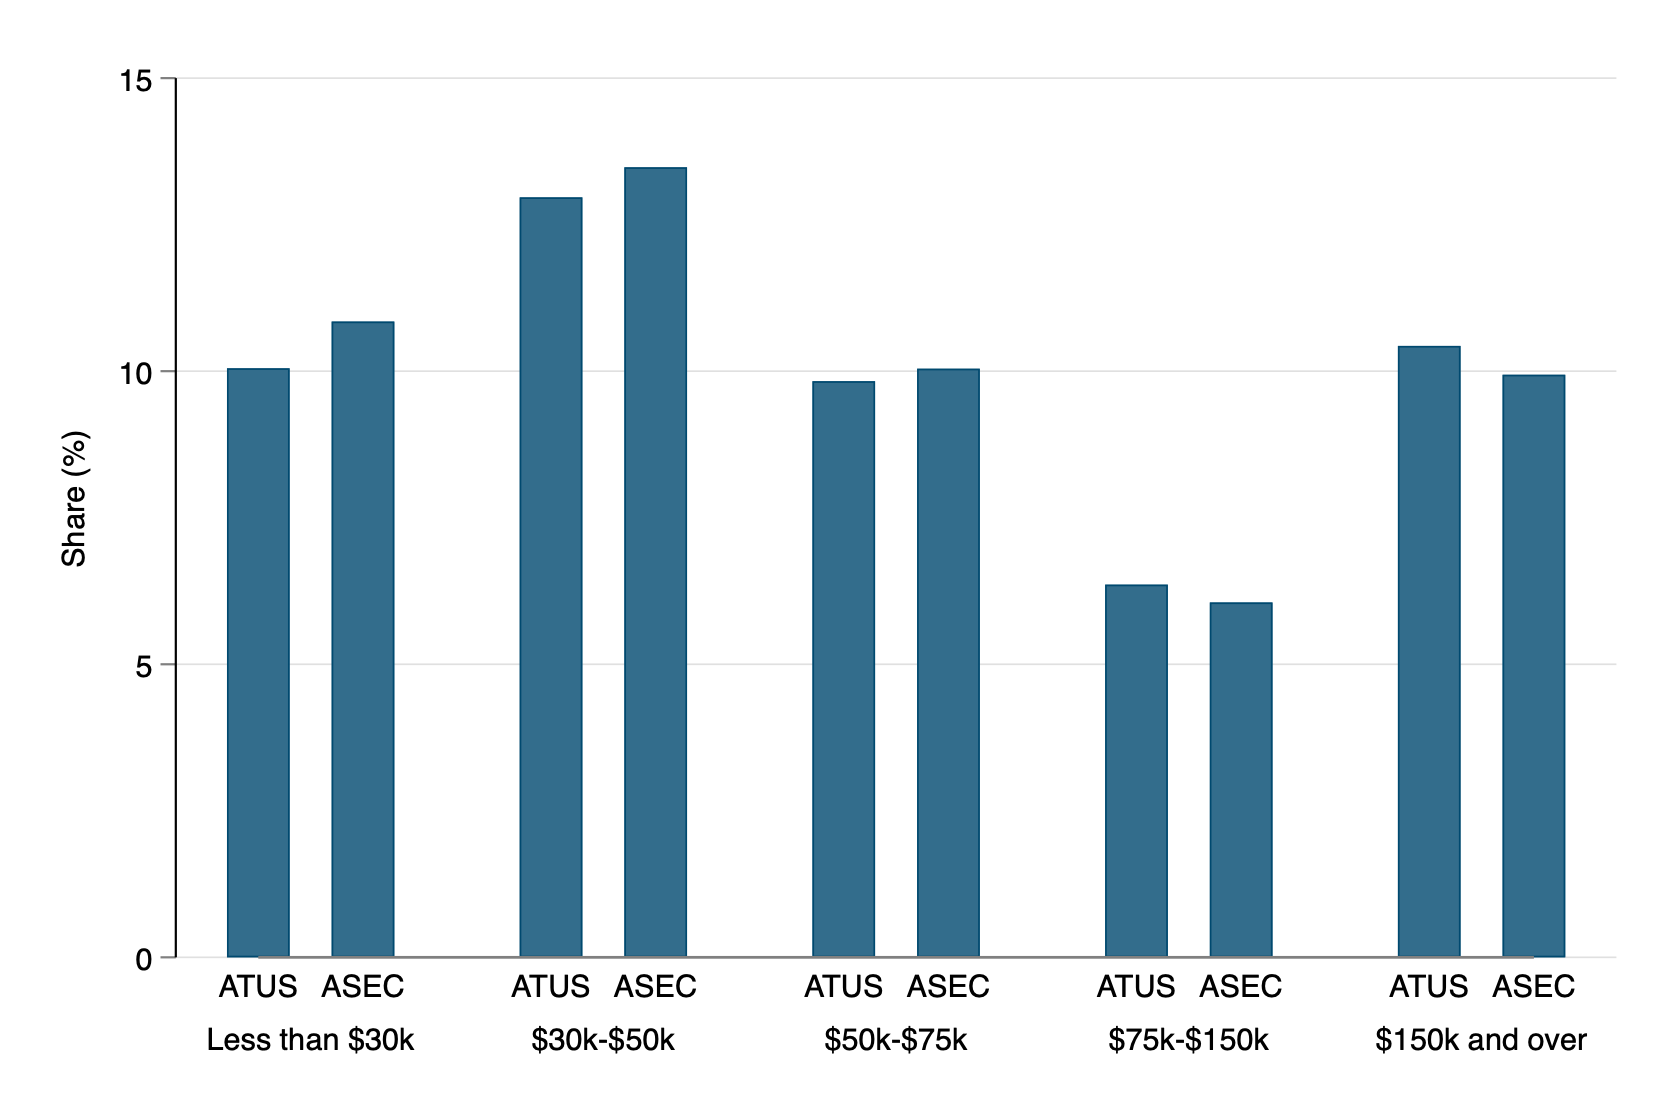 15
10
5
0
Share (%)
ATUS ASEC ATUS ASEC ATUS ASEC ATUS ASEC ATUS ASEC
Less than $30k $30k-$50k $50k-$75k $75k-$150k $150k and over